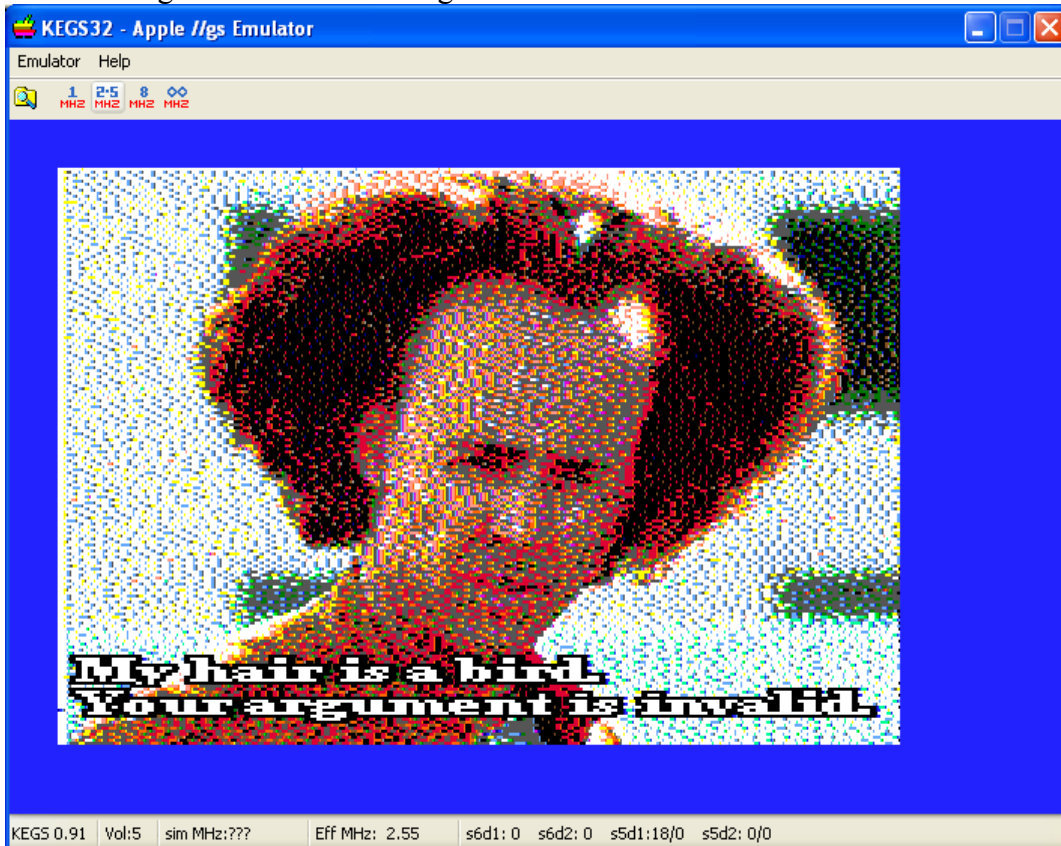 KEGS32 - Apple //gs Emulator
Emulator Help
1 MHZ 2·5 MHZ 8 MHZ ∞ MHZ
My hair is a bird.
Your argument is invalid.
KEGS 0.91 Vol:5 sim MHz:??? Eff MHz: 2.55 s6d1: 0 s6d2: 0 s5d1:18/0 s5d2: 0/0